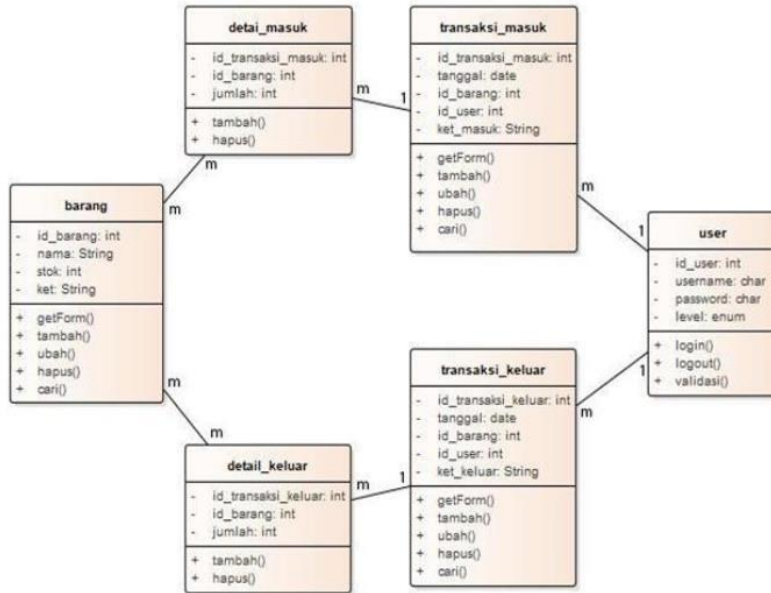 detai_masuk
- id_transaksi_masuk: int
- id_barang: int
- jumlah: int
+ tambah()
+ hapus()
transaksi_masuk
- id_transaksi_masuk: int
- tanggal: date
- id_barang: int
- id_user: int
- ket_masuk: String
+ getForm()
+ tambah()
+ ubah()
+ hapus()
+ cari()
m
1
m
m
barang
- id_barang: int
- nama: String
- stok: int
- ket: String
+ getForm()
+ tambah()
+ ubah()
+ hapus()
+ cari()
m
1
user
- id_user: int
- username: char
- password: char
- level: enum
+ login()
+ logout()
+ validasi()
1
m
transaksi_keluar
- id_transaksi_keluar: int
- tanggal: date
- id_barang: int
- id_user: int
- ket_keluar: String
+ getForm()
+ tambah()
+ ubah()
+ hapus()
+ cari()
m
m
detail_keluar
- id_transaksi_keluar: int
- id_barang: int
- jumlah: int
+ tambah()
+ hapus()
m
1